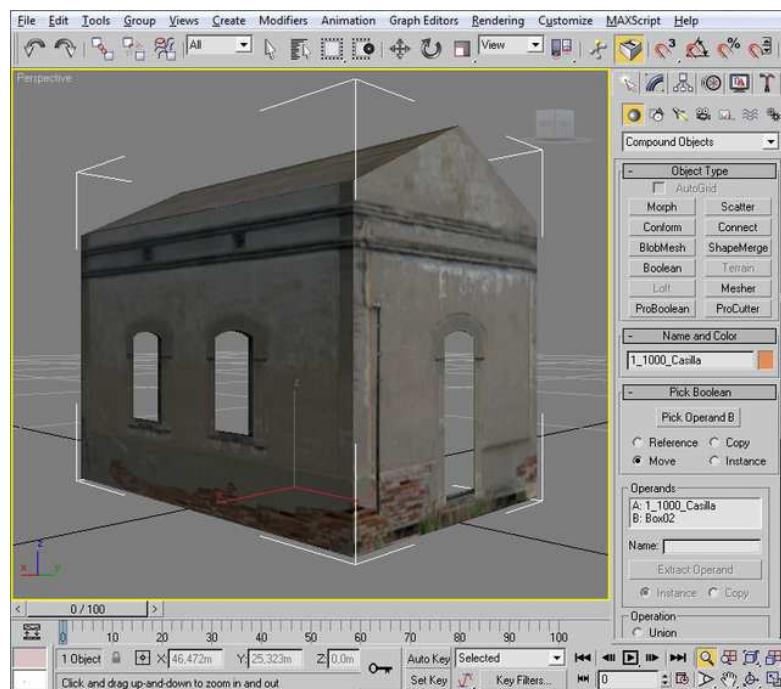 File Edit Tools Group Views Create Modifiers Animation Graph Editors Rendering Customize MAXScript Help
All
View
3
%
Perspective
Compound Objects
- Object Type
AutoGrid
Morph Scatter
Conform Connect
BlobMesh ShapeMerge
Boolean Terrain
Loft Mesher
ProBoolean ProCutter
- Name and Color
1_1000_Casilla
- Pick Boolean
Pick Operand B
Reference Copy
Move Instance
Operands
A: 1_1000_Casilla
B: Box02
Name:
Extract Operand
Instance Copy
Operation
Union
z
x y
< 0 / 100 >
0 10 20 30 40 50 60 70 80 90 100
1 Object X: 46,472m Y: 25,323m Z: 0,0m Auto Key Selected
Click and drag up-and-down to zoom in and out Set Key Key Filters... 0